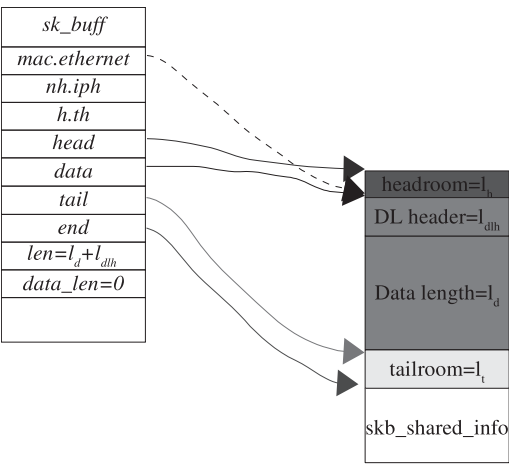 sk_buff
mac.ethernet
nh.iph
h.th
head
data
tail
end
len=l_d+l_dlh
data_len=0
headroom=l_h
DL header=l_dlh
Data length=l_d
tailroom=l_t
skb_shared_info